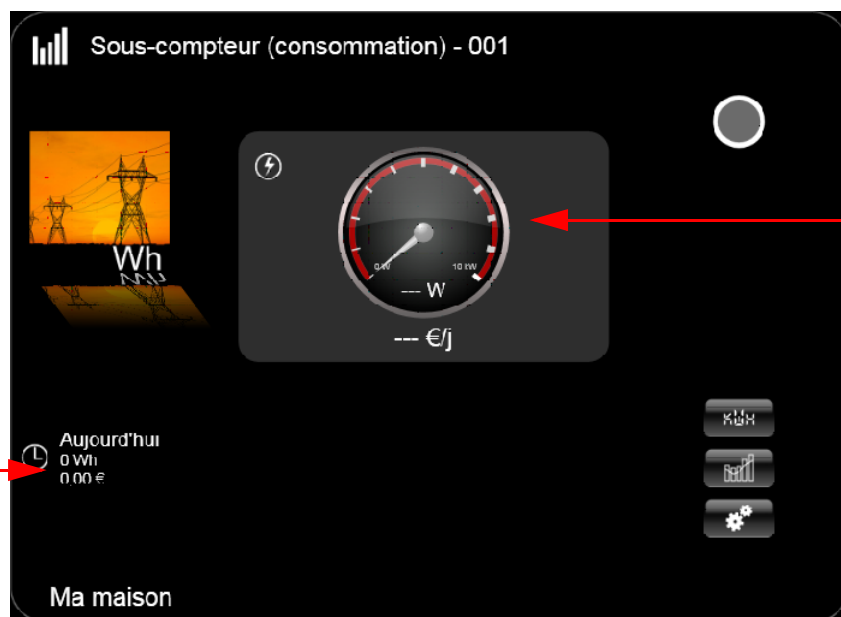 Sous-compteur (consommation) - 001
Wh
0 W
10 kW
--- W
--- €/j
KWH
Aujourd'hui
0 Wh
0,00 €
Ma maison